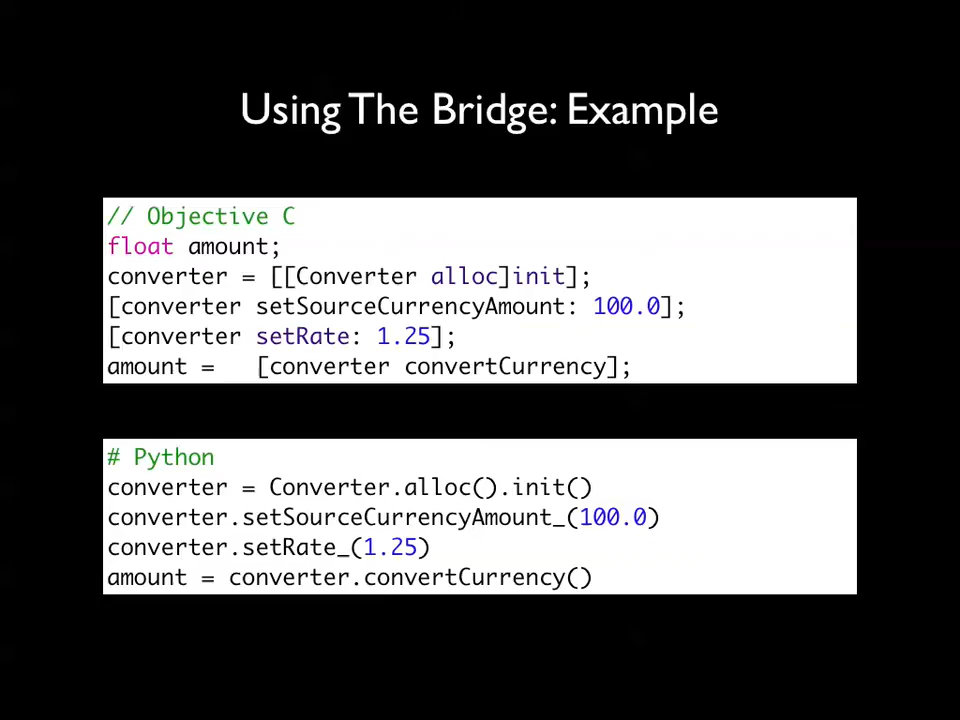 Using The Bridge: Example
// Objective C
float amount;
converter = [[Converter alloc]init];
[converter setSourceCurrencyAmount: 100.0];
[converter setRate: 1.25];
amount =   [converter convertCurrency];
# Python
converter = Converter.alloc().init()
converter.setSourceCurrencyAmount_(100.0)
converter.setRate_(1.25)
amount = converter.convertCurrency()